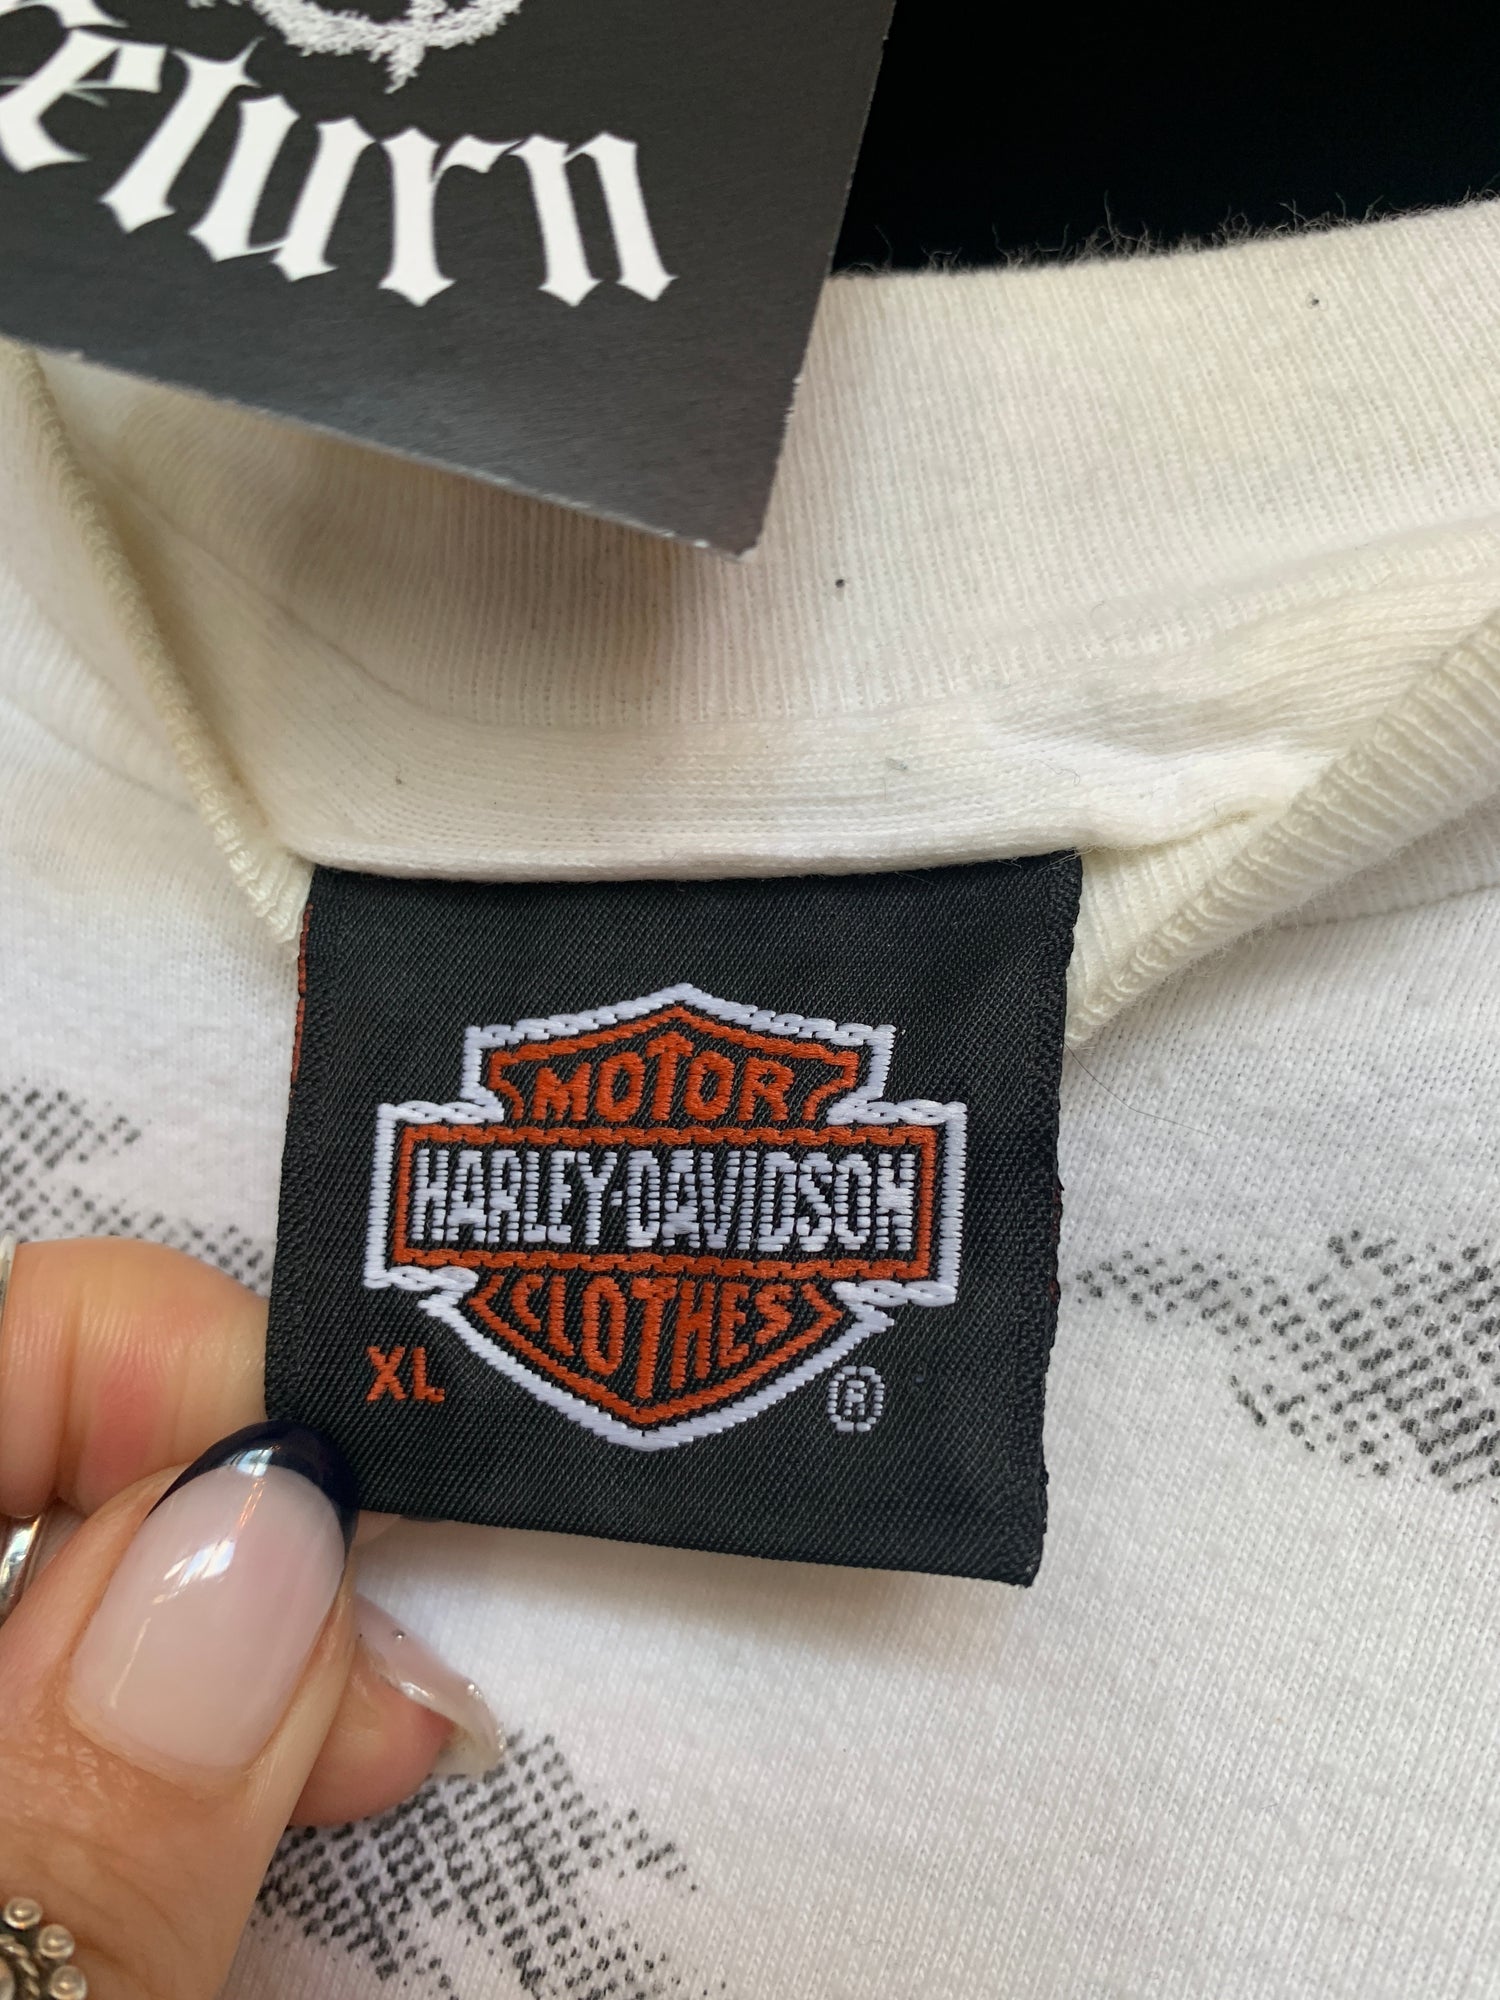 eturn
MOTOR
HARLEY-DAVIDSON
CLOTHES
XL
®